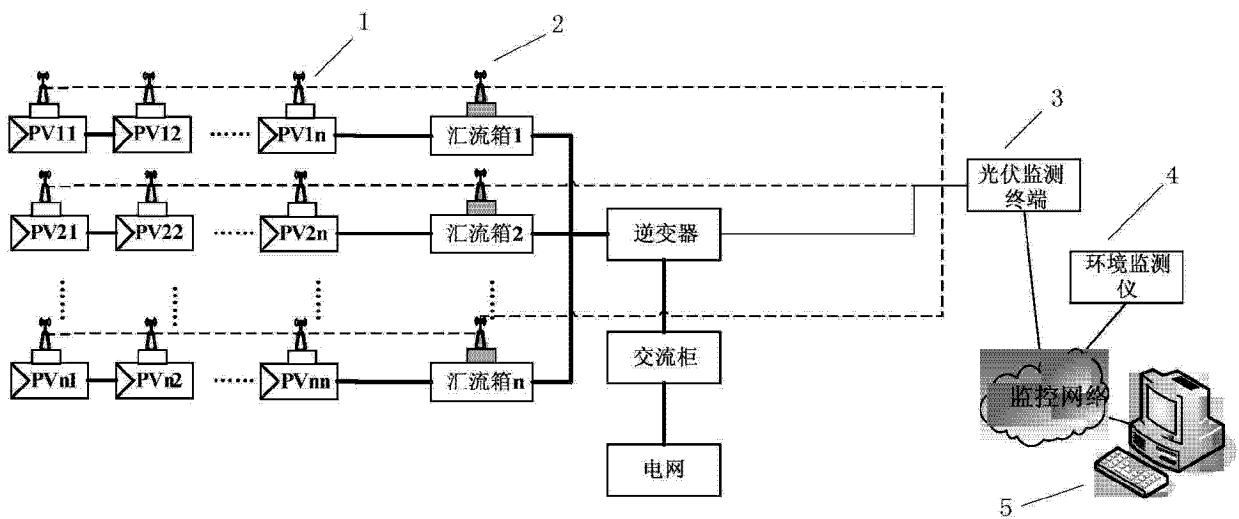 1
2
3
4
PV11
PV12
······
PV1n
汇流箱1
光伏监测
终端
PV21
PV22
······
PV2n
汇流箱2
逆变器
环境监测
仪
PVn1
PVn2
······
PVnn
汇流箱n
交流柜
监控网络
电网
5